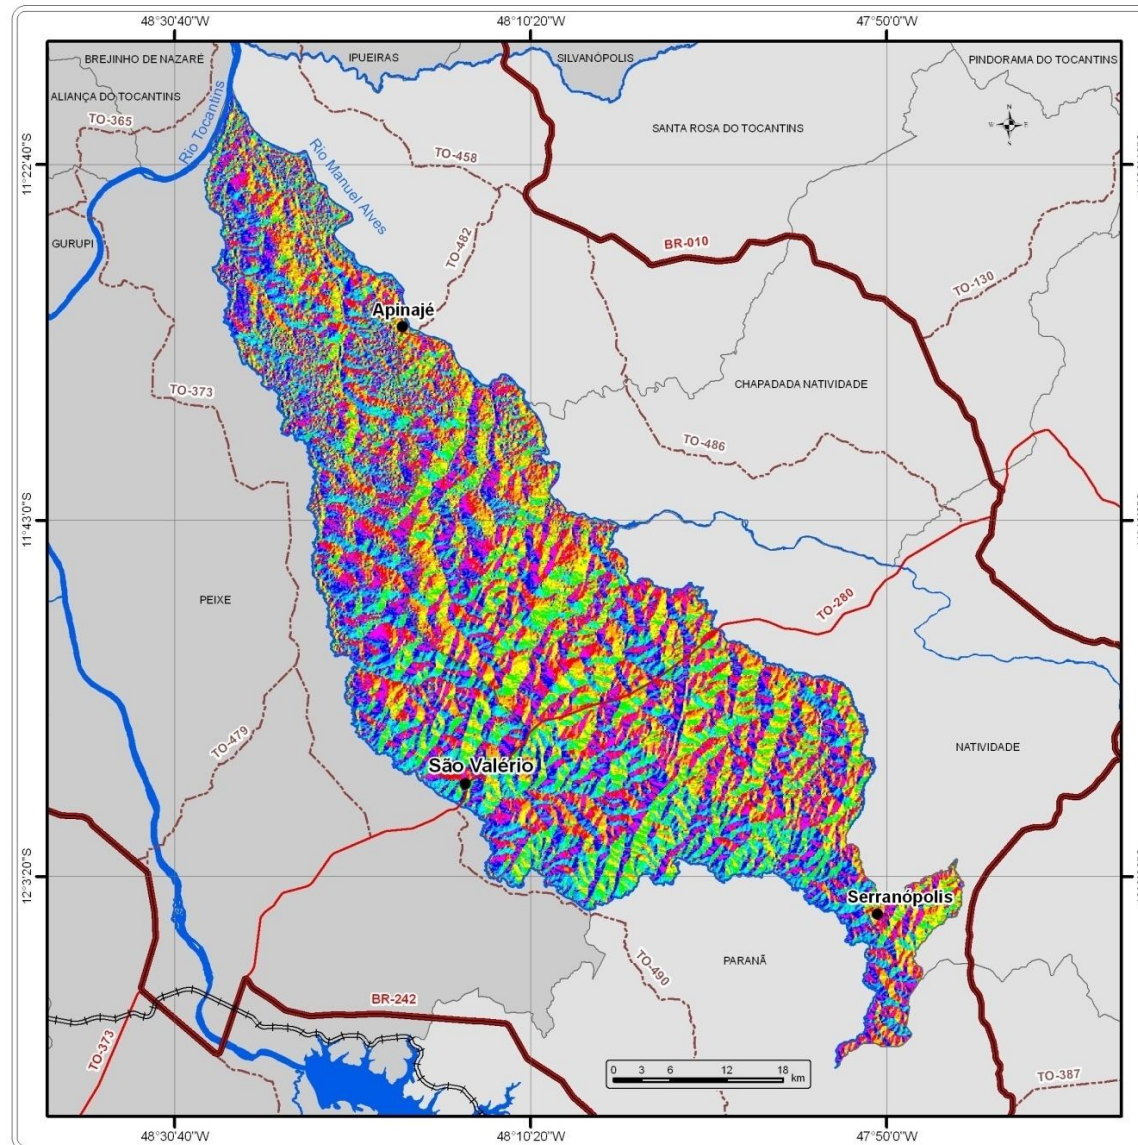 48°30'40"W
48°10'20"W
47°50'0"W
BREJINHO DE NAZARÉ
IPUEIRAS
SILVANÓPOLIS
PINDORAMA DO TOCANTINS
ALIANÇA DO TOCANTINS
TO-365
Rio Tocantins
SANTA ROSA DO TOCANTINS
N
W
E
N
11°22'40"S
Rio Manuel Alves
TO-458
TO-482
GURUPI
BR-010
TO-130
Apinajé
TO-373
CHAPADADA NATIVIDADE
TO-486
11°43'0"S
PEIXE
TO-280
TO-479
NATIVIDADE
São Valério
12°3'20"S
Serranópolis
PARANÃ
TO-490
BR-242
TO-373
0 3 6 12 18
km
TO-387
48°30'40"W
48°10'20"W
47°50'0"W